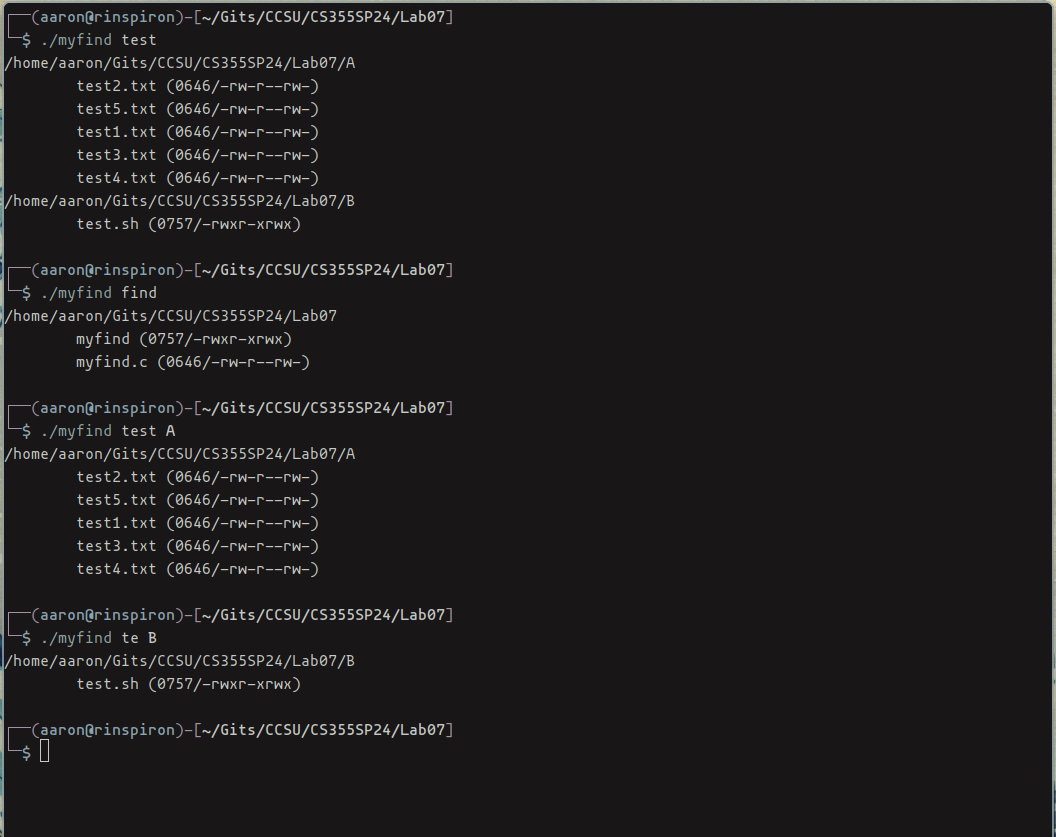 ┌──(aaron@rinspiron)-[~/Gits/CCSU/CS355SP24/Lab07]
└─$ ./myfind test
/home/aaron/Gits/CCSU/CS355SP24/Lab07/A
        test2.txt (0646/-rw-r--rw-)
        test5.txt (0646/-rw-r--rw-)
        test1.txt (0646/-rw-r--rw-)
        test3.txt (0646/-rw-r--rw-)
        test4.txt (0646/-rw-r--rw-)
/home/aaron/Gits/CCSU/CS355SP24/Lab07/B
        test.sh (0757/-rwxr-xrwx)

┌──(aaron@rinspiron)-[~/Gits/CCSU/CS355SP24/Lab07]
└─$ ./myfind find
/home/aaron/Gits/CCSU/CS355SP24/Lab07
        myfind (0757/-rwxr-xrwx)
        myfind.c (0646/-rw-r--rw-)

┌──(aaron@rinspiron)-[~/Gits/CCSU/CS355SP24/Lab07]
└─$ ./myfind test A
/home/aaron/Gits/CCSU/CS355SP24/Lab07/A
        test2.txt (0646/-rw-r--rw-)
        test5.txt (0646/-rw-r--rw-)
        test1.txt (0646/-rw-r--rw-)
        test3.txt (0646/-rw-r--rw-)
        test4.txt (0646/-rw-r--rw-)

┌──(aaron@rinspiron)-[~/Gits/CCSU/CS355SP24/Lab07]
└─$ ./myfind te B
/home/aaron/Gits/CCSU/CS355SP24/Lab07/B
        test.sh (0757/-rwxr-xrwx)

┌──(aaron@rinspiron)-[~/Gits/CCSU/CS355SP24/Lab07]
└─$